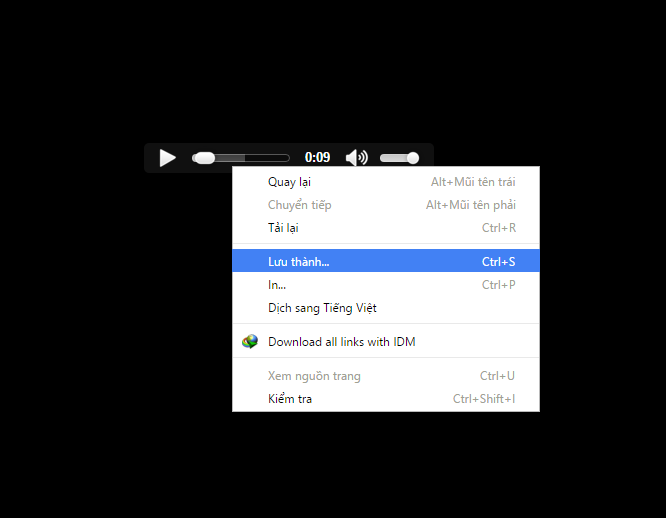 0:09
Quay lại Alt+Mũi tên trái
Chuyển tiếp Alt+Mũi tên phải
Tải lại Ctrl+R
Lưu thành... Ctrl+S
In... Ctrl+P
Dịch sang Tiếng Việt
Download all links with IDM
Xem nguồn trang Ctrl+U
Kiểm tra Ctrl+Shift+I